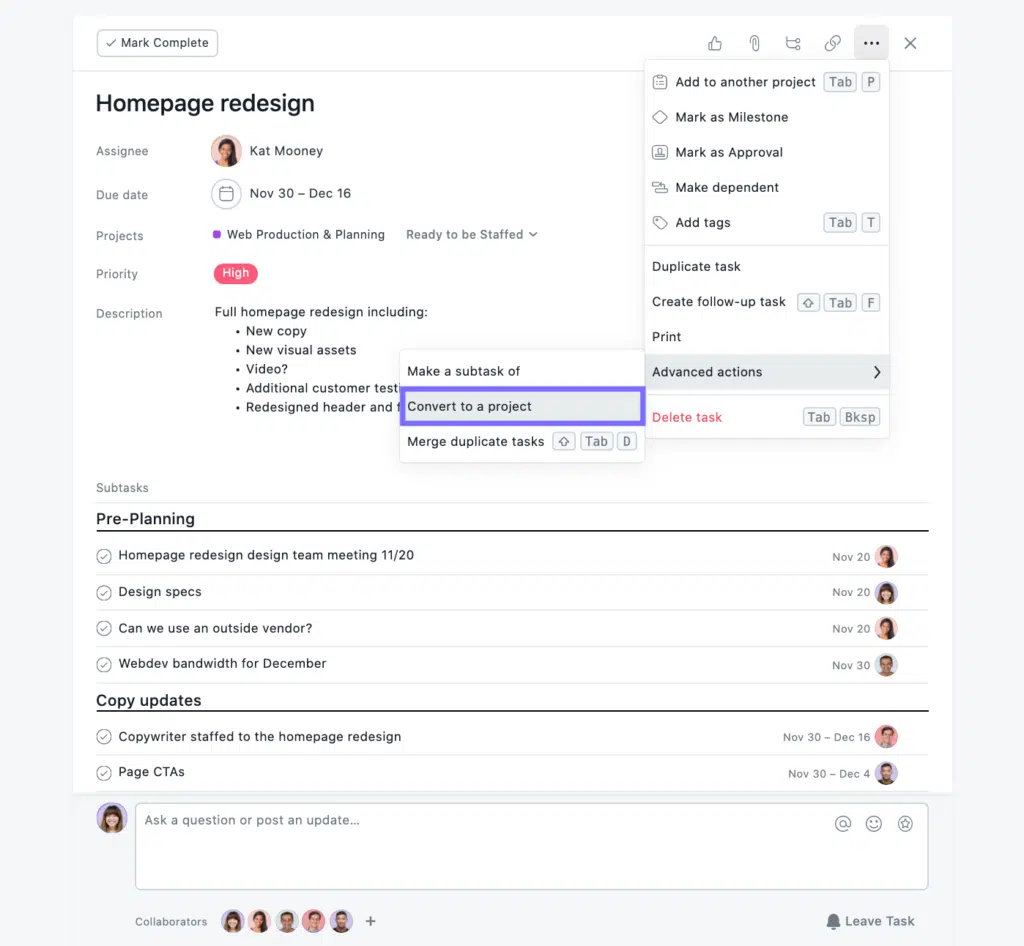 Mark Complete
Homepage redesign
Assignee Kat Mooney
Due date Nov 30 – Dec 16
Projects Web Production & Planning Ready to be Staffed
Priority High
Description Full homepage redesign including:
• New copy
• New visual assets
• Video?
• Additional customer testi
• Redesigned header and f
Add to another project Tab P
Mark as Milestone
Mark as Approval
Make dependent
Add tags Tab T
Duplicate task
Create follow-up task Tab F
Print
Advanced actions
Delete task Tab Bksp
Make a subtask of
Convert to a project
Merge duplicate tasks Tab D
Subtasks
Pre-Planning
Homepage redesign design team meeting 11/20 Nov 20
Design specs Nov 20
Can we use an outside vendor? Nov 20
Webdev bandwidth for December Nov 30
Copy updates
Copywriter staffed to the homepage redesign Nov 30 – Dec 16
Page CTAs Nov 30 – Dec 4
Ask a question or post an update...
Collaborators Leave Task